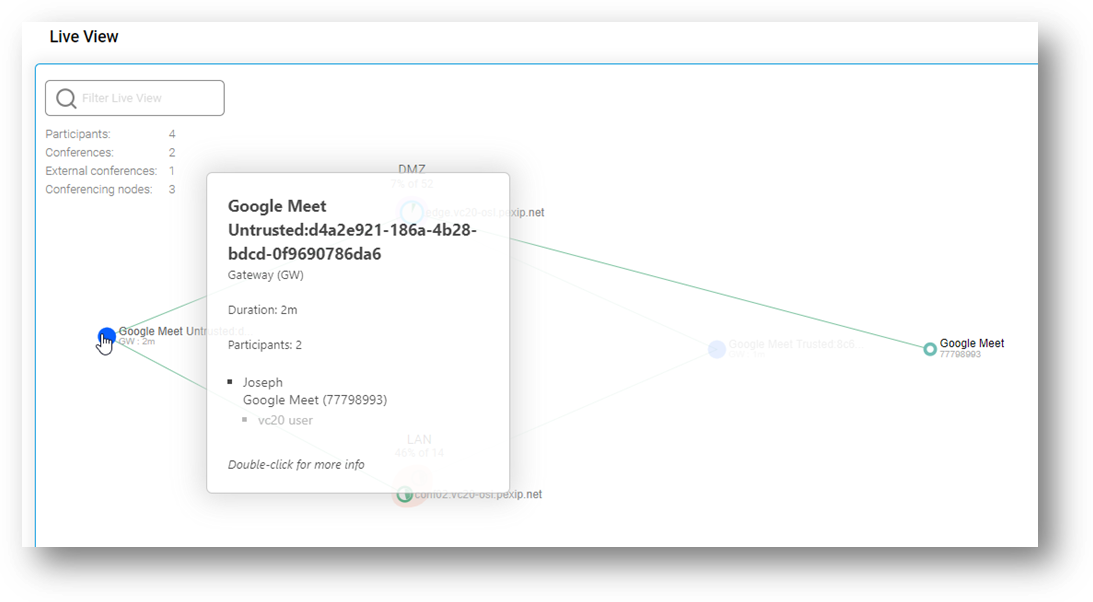 Live View
Filter Live View
Participants: 4
Conferences: 2
External conferences: 1
Conferencing nodes: 3
DMZ
7% of 52
edge.vc20-osl.pexip.net
Google Meet
Untrusted:d4a2e921-186a-4b28-
bdcd-0f9690786da6
Gateway (GW)
Duration: 2m
Participants: 2
Joseph
Google Meet (77798993)
vc20 user
Double-click for more info
Google Meet Untrusted:d...
GW : 2m
Google Meet Trusted:8c6...
Google Meet
77798993
LAN
46% of 14
conf02.vc20-osl.pexip.net